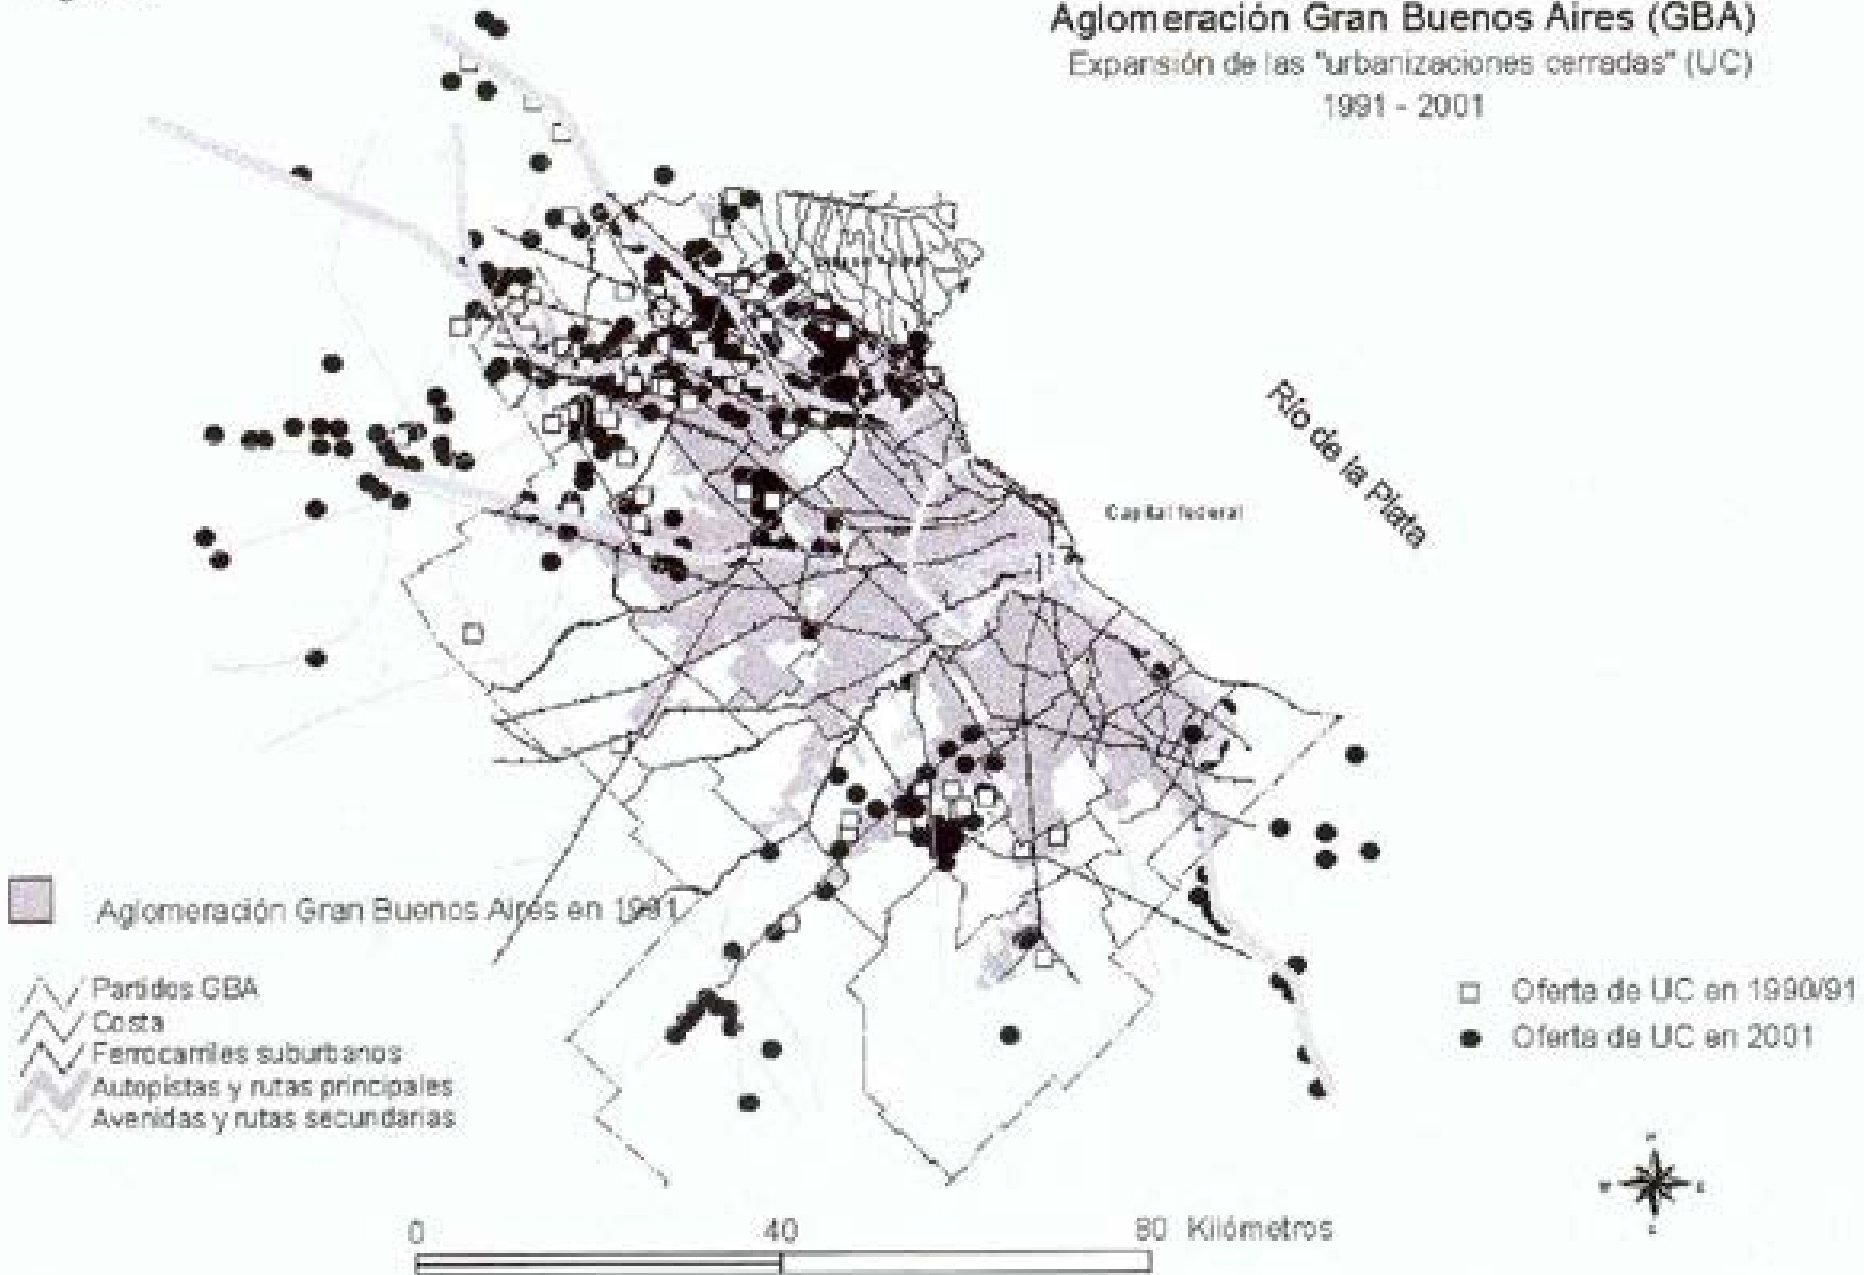 Aglomeración Gran Buenos Aires (GBA)
Expansión de las "urbanizaciones cerradas" (UC)
1991 - 2001
Río de la Plata
Capital federal
Aglomeración Gran Buenos Aires en 1991
Partidos GBA
Costa
Ferrocarriles suburbanos
Autopistas y rutas principales
Avenidas y rutas secundarias
Oferta de UC en 1990/91
Oferta de UC en 2001
0 40 80 Kilómetros